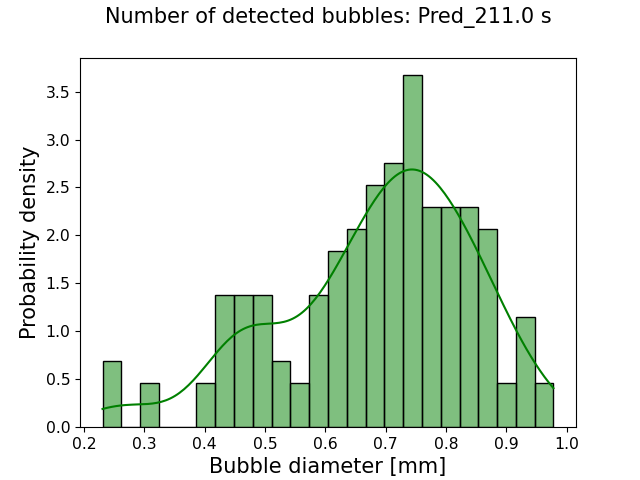 Number of detected bubbles: Pred_211.0 s
Probability density
3.5
3.0
2.5
2.0
1.5
1.0
0.5
0.0
0.2 0.3 0.4 0.5 0.6 0.7 0.8 0.9 1.0
Bubble diameter [mm]